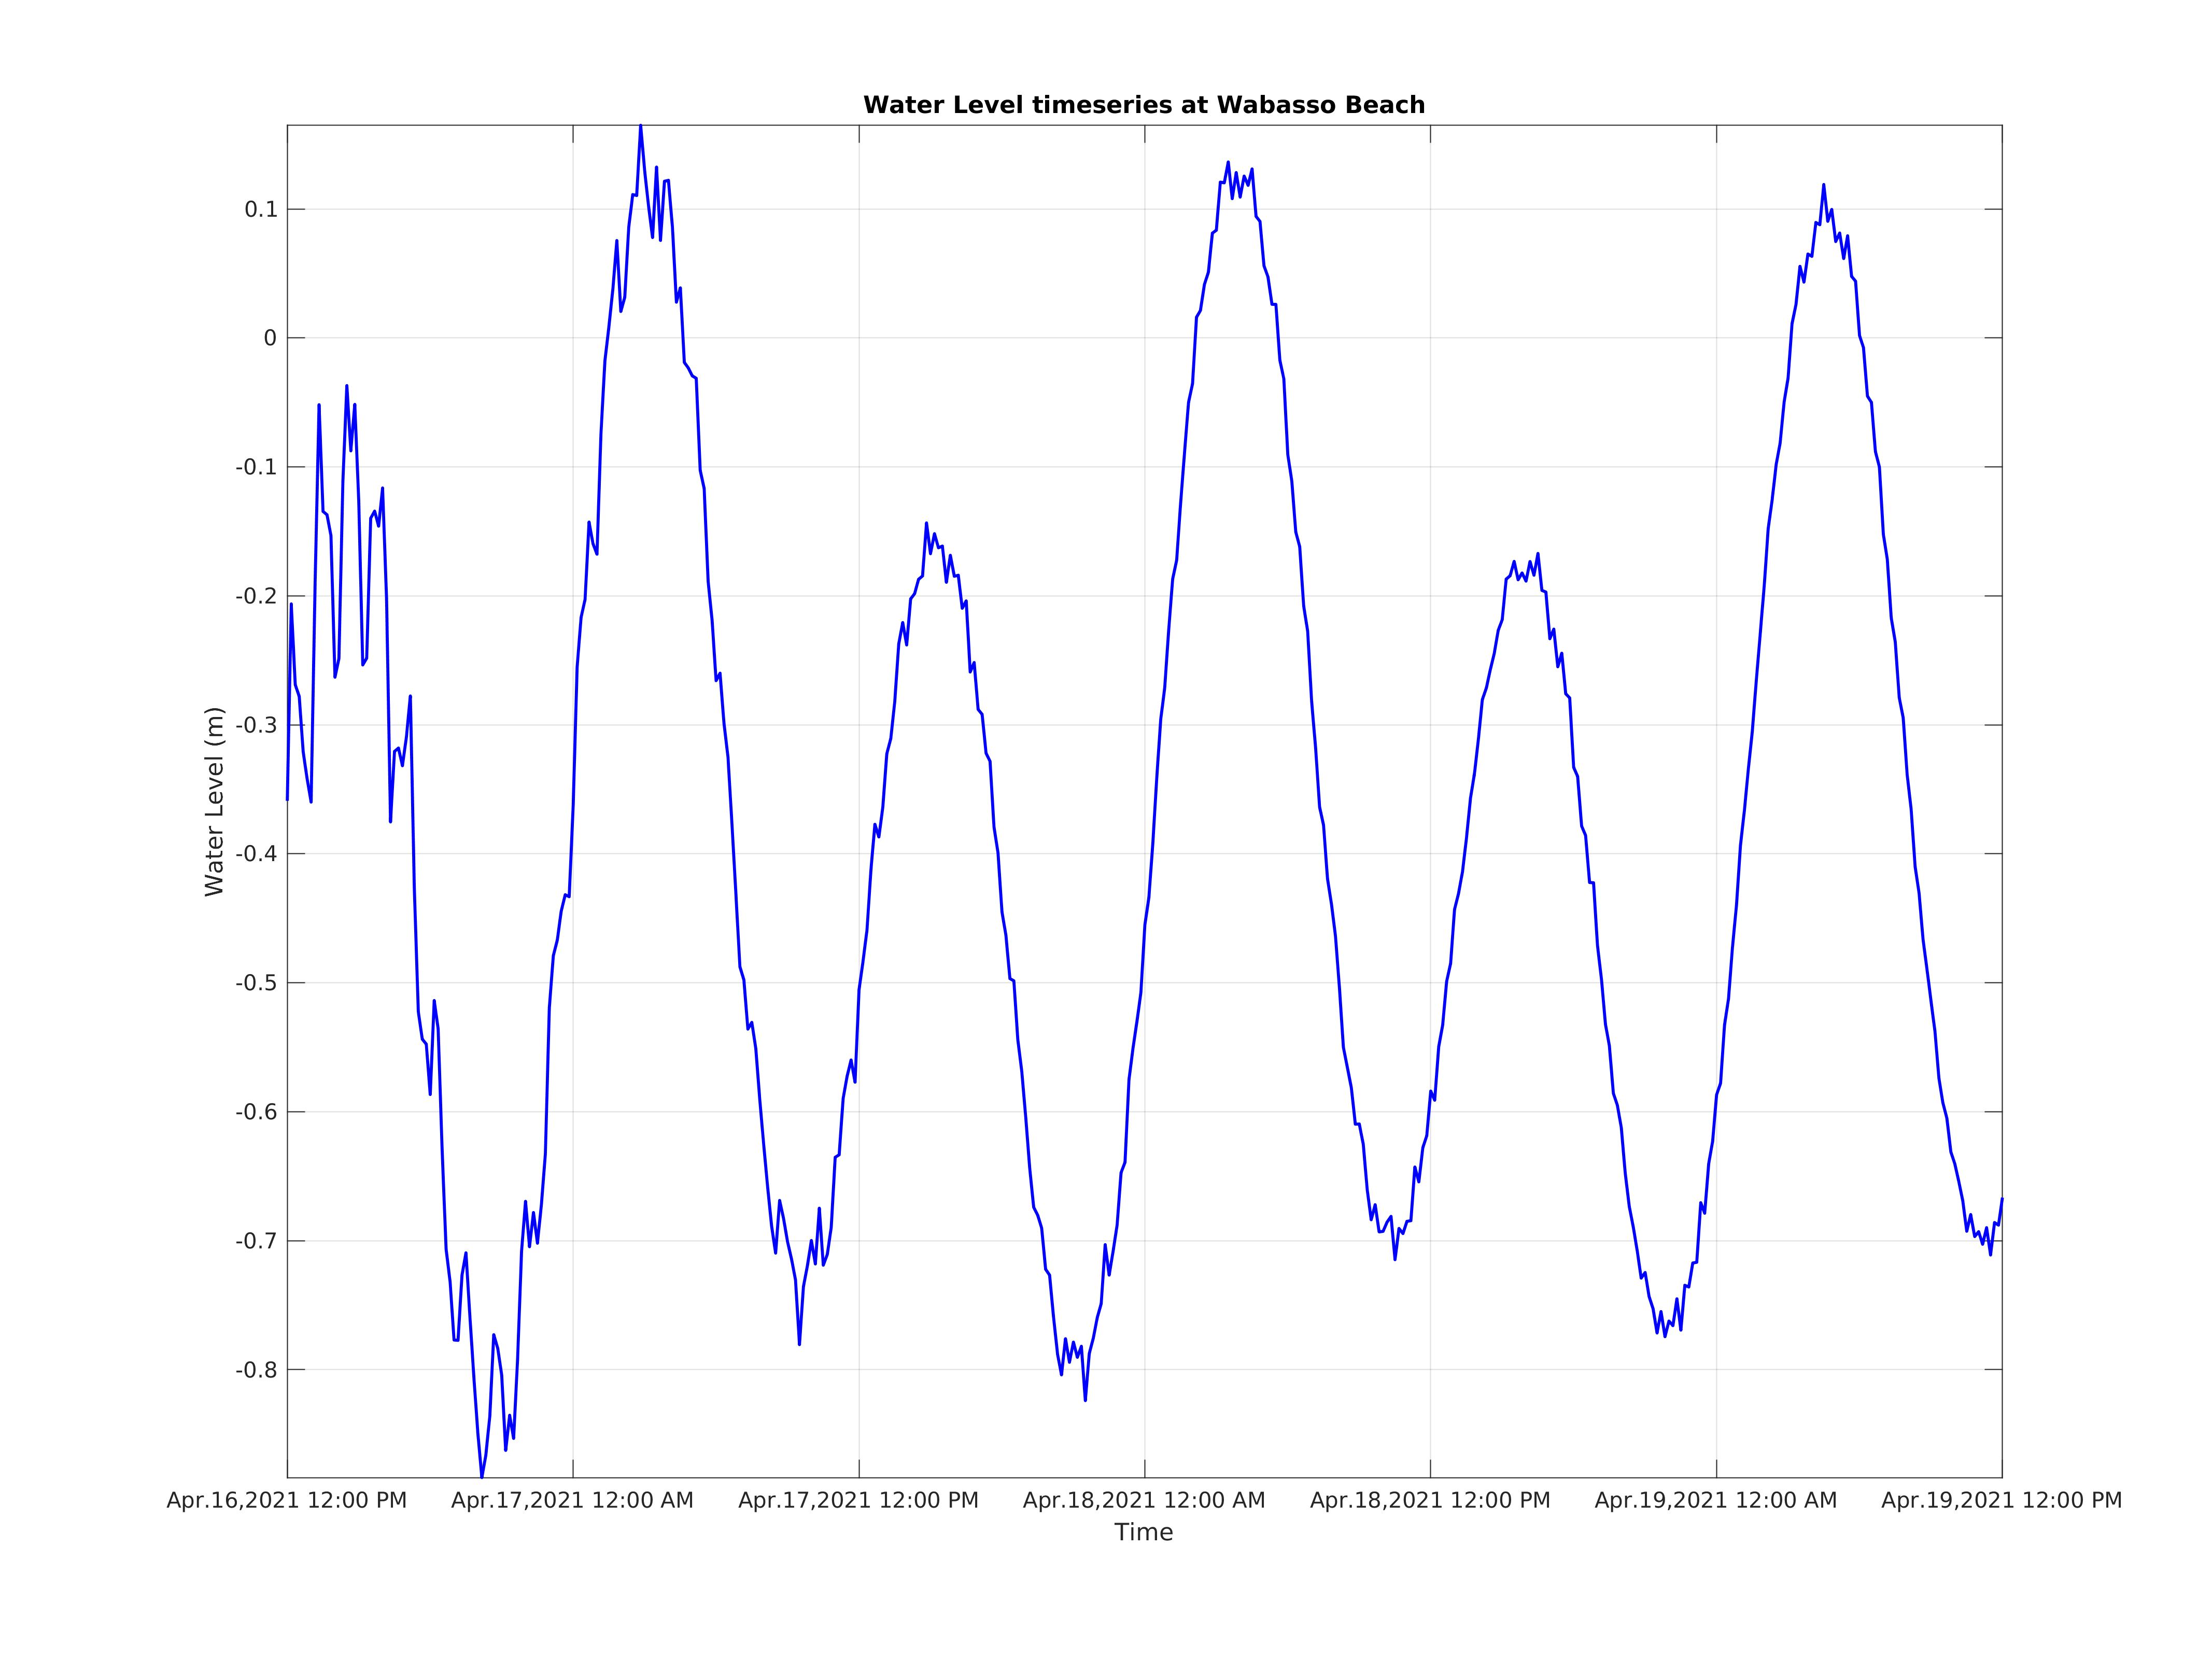 Water Level timeseries at Wabasso Beach
0.1
0
-0.1
-0.2
-0.3
-0.4
-0.5
-0.6
-0.7
-0.8
Water Level (m)
Apr.16,2021 12:00 PM
Apr.17,2021 12:00 AM
Apr.17,2021 12:00 PM
Apr.18,2021 12:00 AM
Apr.18,2021 12:00 PM
Apr.19,2021 12:00 AM
Apr.19,2021 12:00 PM
Time